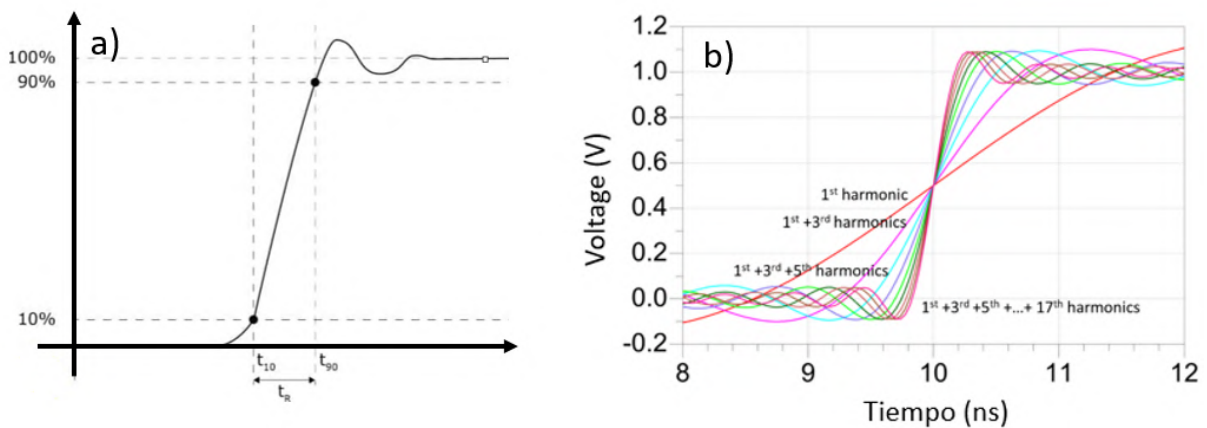 a)
100%
90%
10%
t10
t90
tR
b)
Voltage (V)
1.2
1.0
0.8
0.6
0.4
0.2
0.0
-0.2
1st harmonic
1st +3rd harmonics
1st +3rd +5th harmonics
1st +3rd +5th +...+ 17th harmonics
8
9
10
11
12
Tiempo (ns)